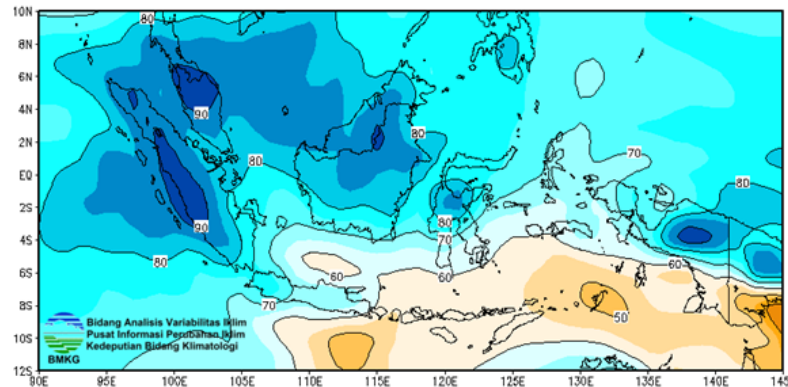 10N
8N
6N
4N
2N
EQ
2S
4S
6S
8S
10S
12S
90E 95E 100E 105E 110E 115E 120E 125E 130E 135E 140E 145
80
90
80
80
70
80
90
80
70
80
60
60
60
70
50
Bidang Analisis Variabilitas Iklim
Pusat Informasi Perubahan Iklim
Kedeputian Bidang Klimatologi
BMKG